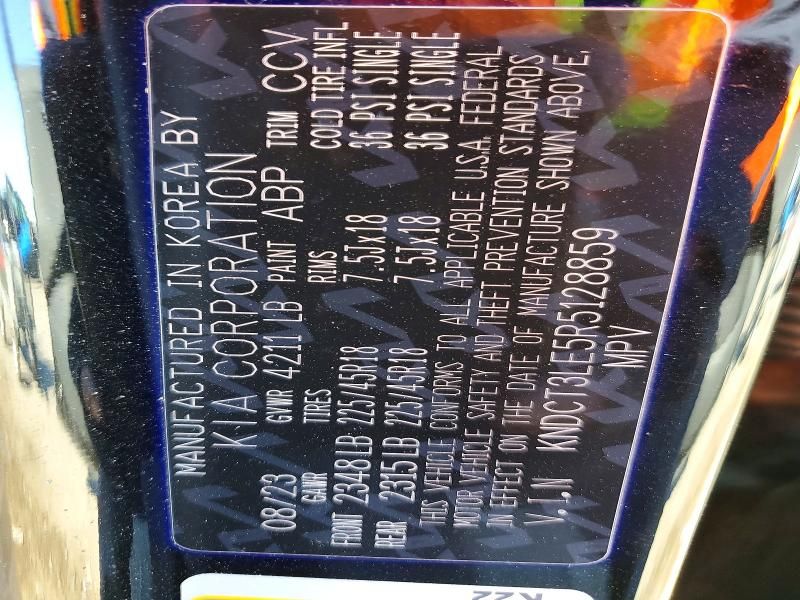 MANUFACTURED IN KOREA BY
KIA CORPORATION
08/23 GVWR 4211 LB PAINT ABP TRIM CCV
GAWR TIRES RIMS COLD TIRE INFL
FRONT 2348LB 225/45R18 7.5Jx18 36 PSI SINGLE
REAR 2315LB 225/45R18 7.5Jx18 36 PSI SINGLE
THIS VEHICLE CONFORMS TO ALL APPLICABLE U.S.A. FEDERAL
MOTOR VEHICLE SAFETY AND THEFT PREVENTION STANDARDS
IN EFFECT ON THE DATE OF MANUFACTURE SHOWN ABOVE.
V.I.N KNDCT3LE5R5128859
MPV